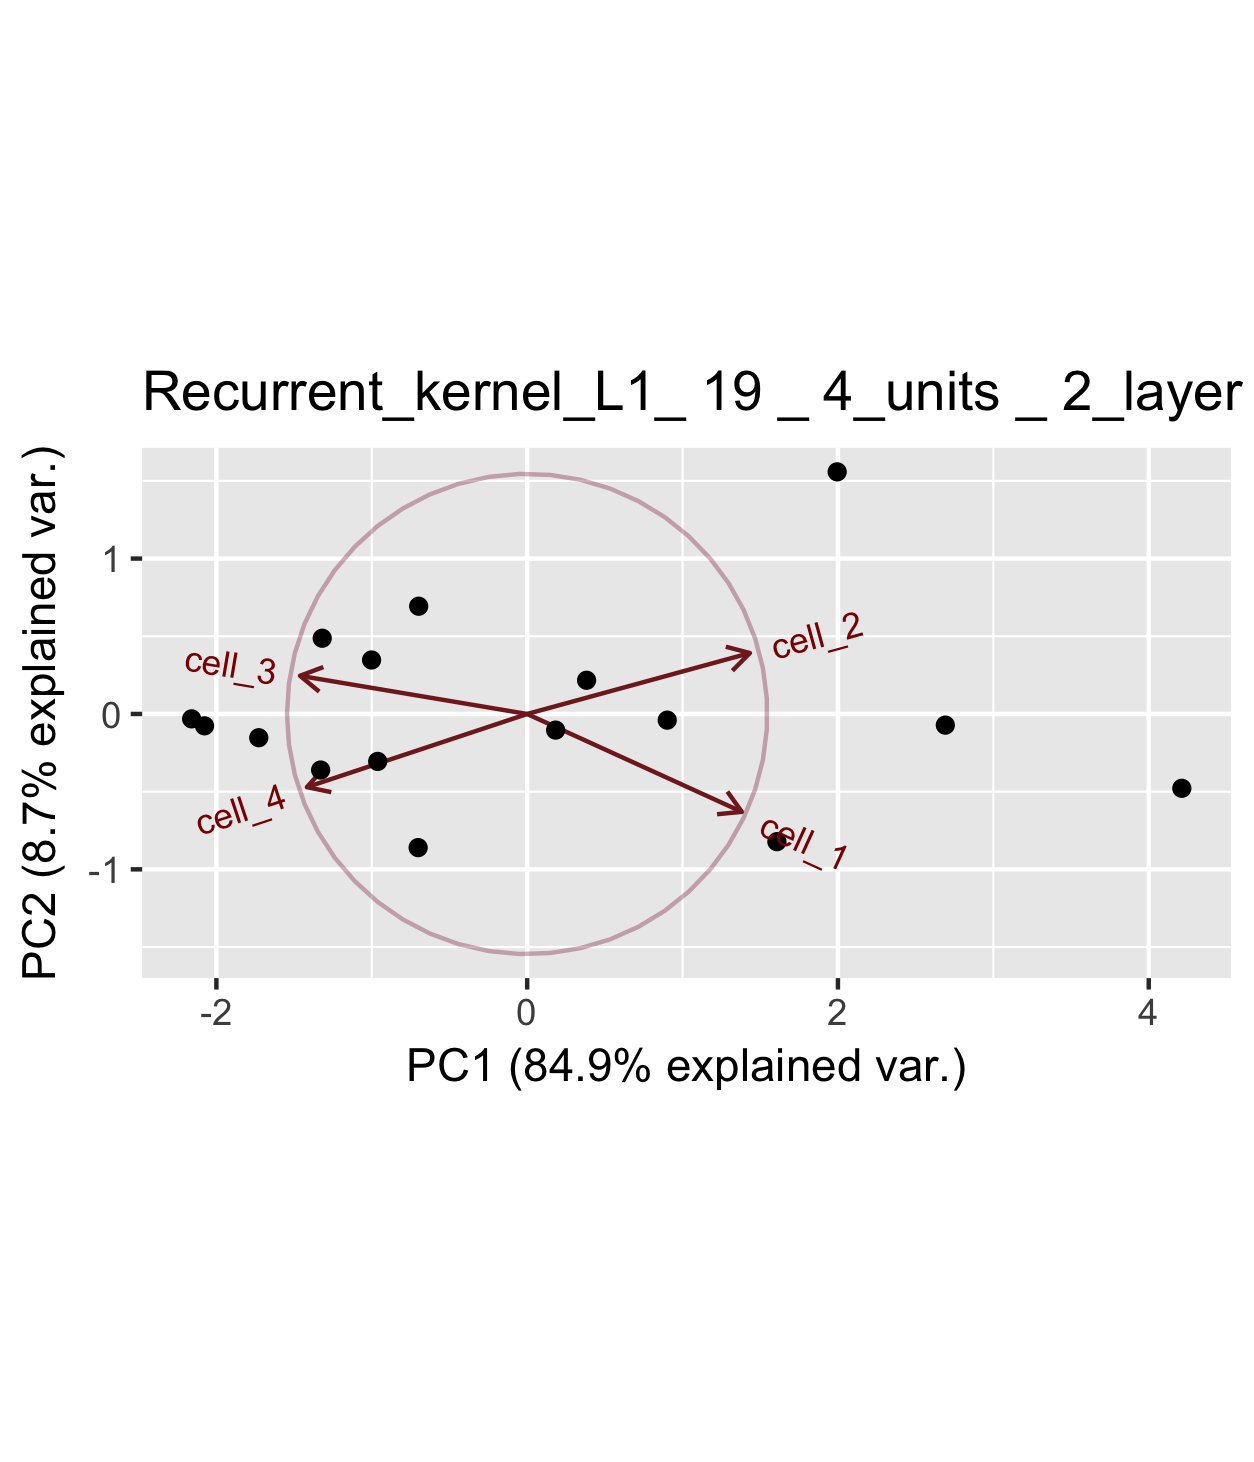 Recurrent_kernel_L1_ 19 _ 4_units _ 2_layer
PC2 (8.7% explained var.)
1
0
-1
cell_2
cell_3
cell_4
cell_1
-2
0
2
4
PC1 (84.9% explained var.)